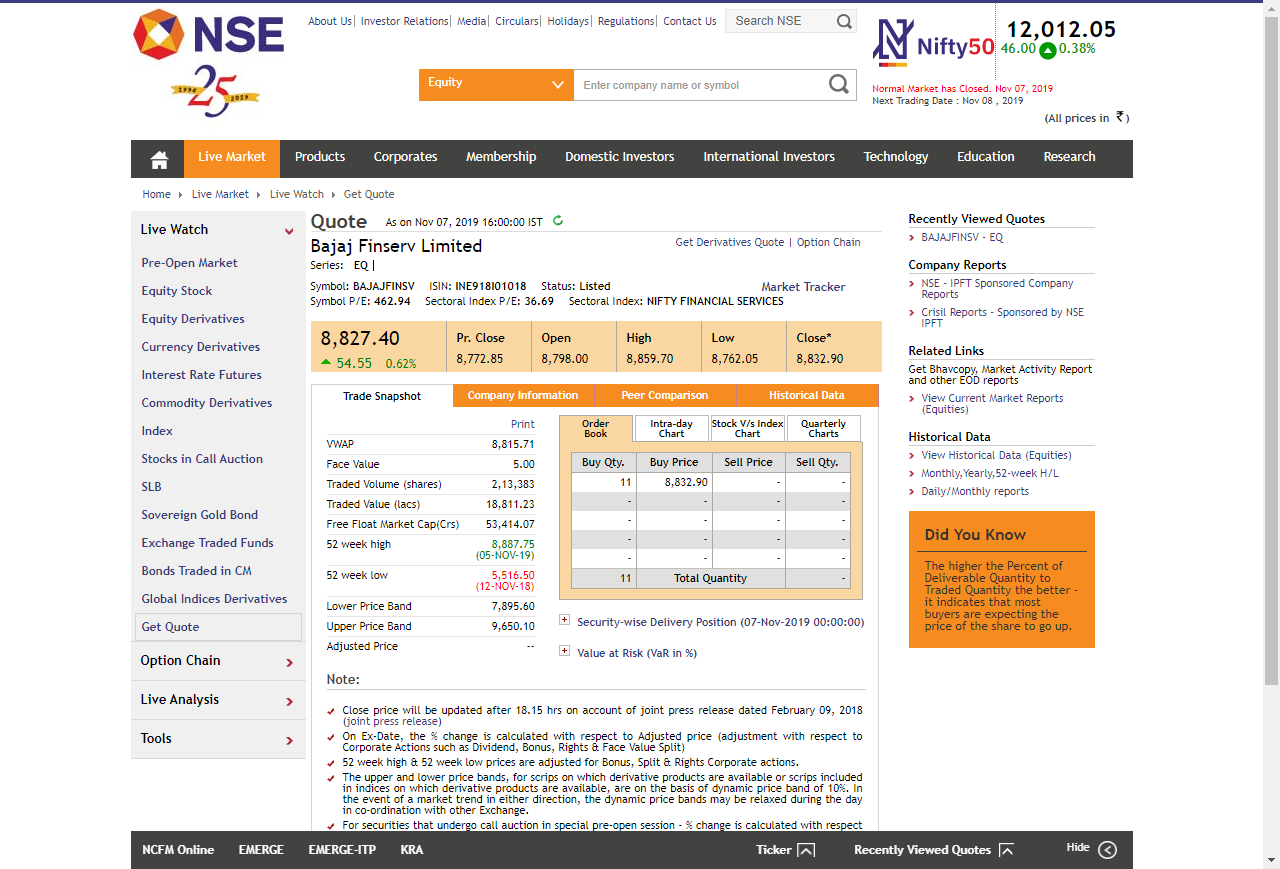 NSE
1994 25 2019
About Us| Investor Relations| Media| Circulars| Holidays| Regulations| Contact Us
Search NSE
Equity
Enter company name or symbol
Nifty50
12,012.05
46.00 0.38%
Normal Market has Closed. Nov 07, 2019
Next Trading Date : Nov 08 , 2019
(All prices in ₹)
Live Market Products Corporates Membership Domestic Investors International Investors Technology Education Research
Home Live Market Live Watch Get Quote
Live Watch
Pre-Open Market
Equity Stock
Equity Derivatives
Currency Derivatives
Interest Rate Futures
Commodity Derivatives
Index
Stocks in Call Auction
SLB
Sovereign Gold Bond
Exchange Traded Funds
Bonds Traded in CM
Global Indices Derivatives
Get Quote
Option Chain
Live Analysis
Tools
Quote As on Nov 07, 2019 16:00:00 IST
Bajaj Finserv Limited
Get Derivatives Quote | Option Chain
Series: EQ |
Symbol: BAJAJFINSV ISIN: INE918I01018 Status: Listed
Market Tracker
Symbol P/E: 462.94 Sectoral Index P/E: 36.69 Sectoral Index: NIFTY FINANCIAL SERVICES
8,827.40 Pr. Close Open High Low Close*
54.55 0.62% 8,772.85 8,798.00 8,859.70 8,762.05 8,832.90
Trade Snapshot Company Information Peer Comparison Historical Data
Print
VWAP 8,815.71
Face Value 5.00
Traded Volume (shares) 2,13,383
Traded Value (lacs) 18,811.23
Free Float Market Cap(Crs) 53,414.07
52 week high 8,887.75
(05-NOV-19)
52 week low 5,516.50
(12-NOV-18)
Lower Price Band 7,895.60
Upper Price Band 9,650.10
Adjusted Price --
Order Intra-day Stock V/s Index Quarterly
Book Chart Chart Charts
Buy Qty. Buy Price Sell Price Sell Qty.
11 8,832.90 - -
- - - -
- - - -
- - - -
- - - -
11 Total Quantity -
Security-wise Delivery Position (07-Nov-2019 00:00:00)
Value at Risk (VaR in %)
Note:
Close price will be updated after 18.15 hrs on account of joint press release dated February 09, 2018
(joint press release)
On Ex-Date, the % change is calculated with respect to Adjusted price (adjustment with respect to
Corporate Actions such as Dividend, Bonus, Rights & Face Value Split)
52 week high & 52 week low prices are adjusted for Bonus, Split & Rights Corporate actions.
The upper and lower price bands, for scrips on which derivative products are available or scrips included
in indices on which derivative products are available, are on the basis of dynamic price band of 10%. In
the event of a market trend in either direction, the dynamic price bands may be relaxed during the day
in co-ordination with other Exchange.
For securities that undergo call auction in special pre-open session - % change is calculated with respect
Recently Viewed Quotes
BAJAJFINSV - EQ
Company Reports
NSE - IPFT Sponsored Company
Reports
Crisil Reports - Sponsored by NSE
IPFT
Related Links
Get Bhavcopy, Market Activity Report
and other EOD reports
View Current Market Reports
(Equities)
Historical Data
View Historical Data (Equities)
Monthly,Yearly,52-week H/L
Daily/Monthly reports
Did You Know
The higher the Percent of
Deliverable Quantity to
Traded Quantity the better -
it indicates that most
buyers are expecting the
price of the share to go up.
NCFM Online EMERGE EMERGE-ITP KRA Ticker Recently Viewed Quotes Hide